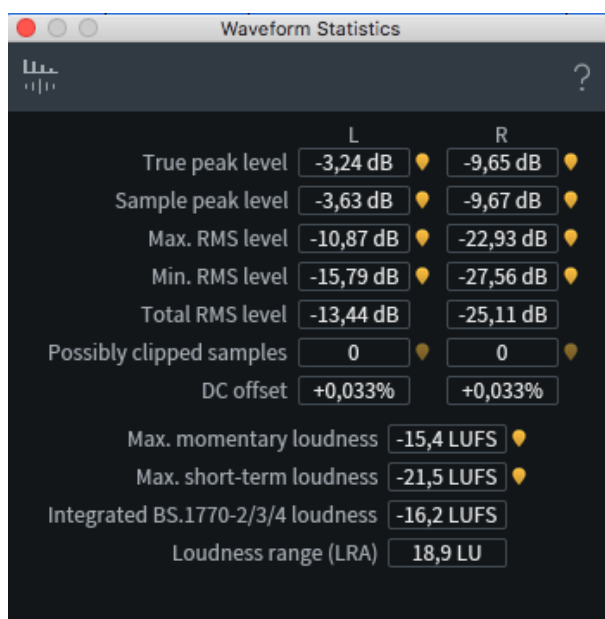 Waveform Statistics
?
L R
True peak level -3,24 dB -9,65 dB
Sample peak level -3,63 dB -9,67 dB
Max. RMS level -10,87 dB -22,93 dB
Min. RMS level -15,79 dB -27,56 dB
Total RMS level -13,44 dB -25,11 dB
Possibly clipped samples 0 0
DC offset +0,033% +0,033%
Max. momentary loudness -15,4 LUFS
Max. short-term loudness -21,5 LUFS
Integrated BS.1770-2/3/4 loudness -16,2 LUFS
Loudness range (LRA) 18,9 LU